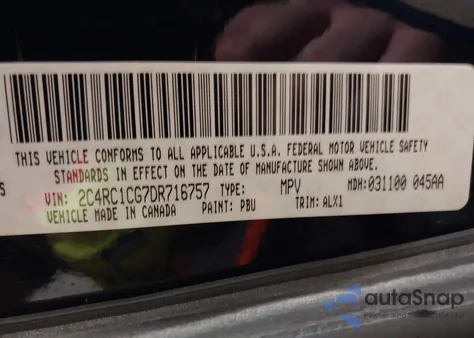 THIS VEHICLE CONFORMS TO ALL APPLICABLE U.S.A. FEDERAL MOTOR VEHICLE SAFETY
STANDARDS IN EFFECT ON THE DATE OF MANUFACTURE SHOWN ABOVE.
VIN: 2C4RC1CG7DR716757 TYPE: MPV MDH:031100 045AA
VEHICLE MADE IN CANADA PAINT: PBU TRIM: ALX1
autoSnap